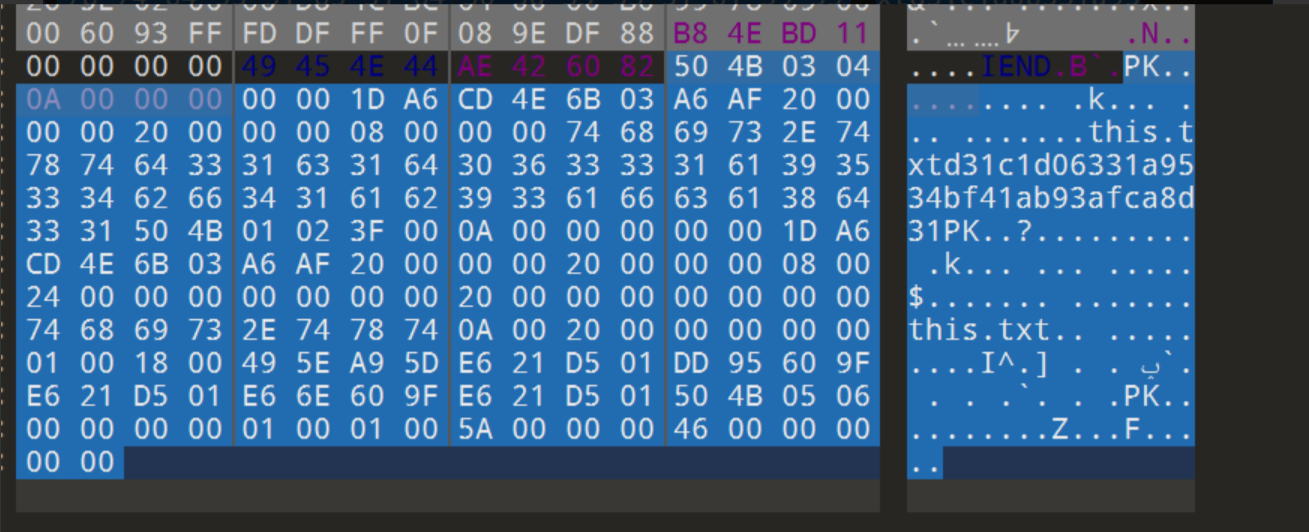 00 60 93 FF FD DF FF 0F 08 9E DF 88 B8 4E BD 11 .`........N..
00 00 00 00 49 45 4E 44 AE 42 60 82 50 4B 03 04 ....IEND.B`.PK..
0A 00 00 00 00 00 1D A6 CD 4E 6B 03 A6 AF 20 00 ........ .k... .
00 00 20 00 00 00 08 00 00 00 74 68 69 73 2E 74 .. .......this.t
78 74 64 33 31 63 31 64 30 36 33 33 31 61 39 35 xtd31c1d06331a95
33 34 62 66 34 31 61 62 39 33 61 66 63 61 38 64 34bf41ab93afca8d
33 31 50 4B 01 02 3F 00 0A 00 00 00 00 00 1D A6 31PK..?.........
CD 4E 6B 03 A6 AF 20 00 00 00 20 00 00 00 08 00 .k... ... .....
24 00 00 00 00 00 00 00 20 00 00 00 00 00 00 00 $....... .......
74 68 69 73 2E 74 78 74 0A 00 20 00 00 00 00 00 this.txt.. .....
01 00 18 00 49 5E A9 5D E6 21 D5 01 DD 95 60 9F ....I^.] . . `.
E6 21 D5 01 E6 6E 60 9F E6 21 D5 01 50 4B 05 06 . . .`. . .PK..
00 00 00 00 01 00 01 00 5A 00 00 00 46 00 00 00 ........Z...F...
00 00 ..